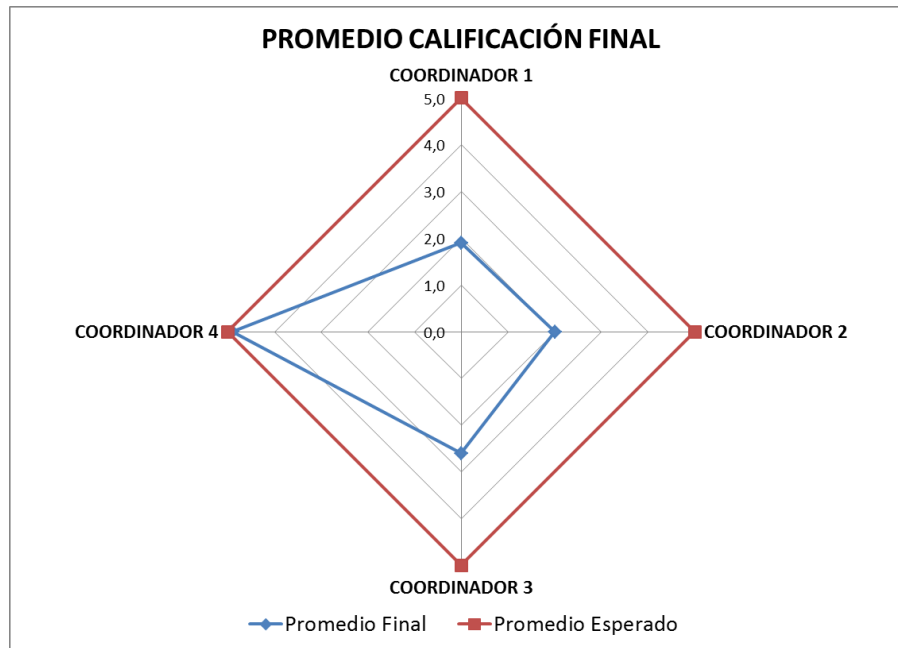 PROMEDIO CALIFICACIÓN FINAL
COORDINADOR 1
5,0
4,0
3,0
2,0
1,0
COORDINADOR 4
0,0
COORDINADOR 2
COORDINADOR 3
Promedio Final
Promedio Esperado